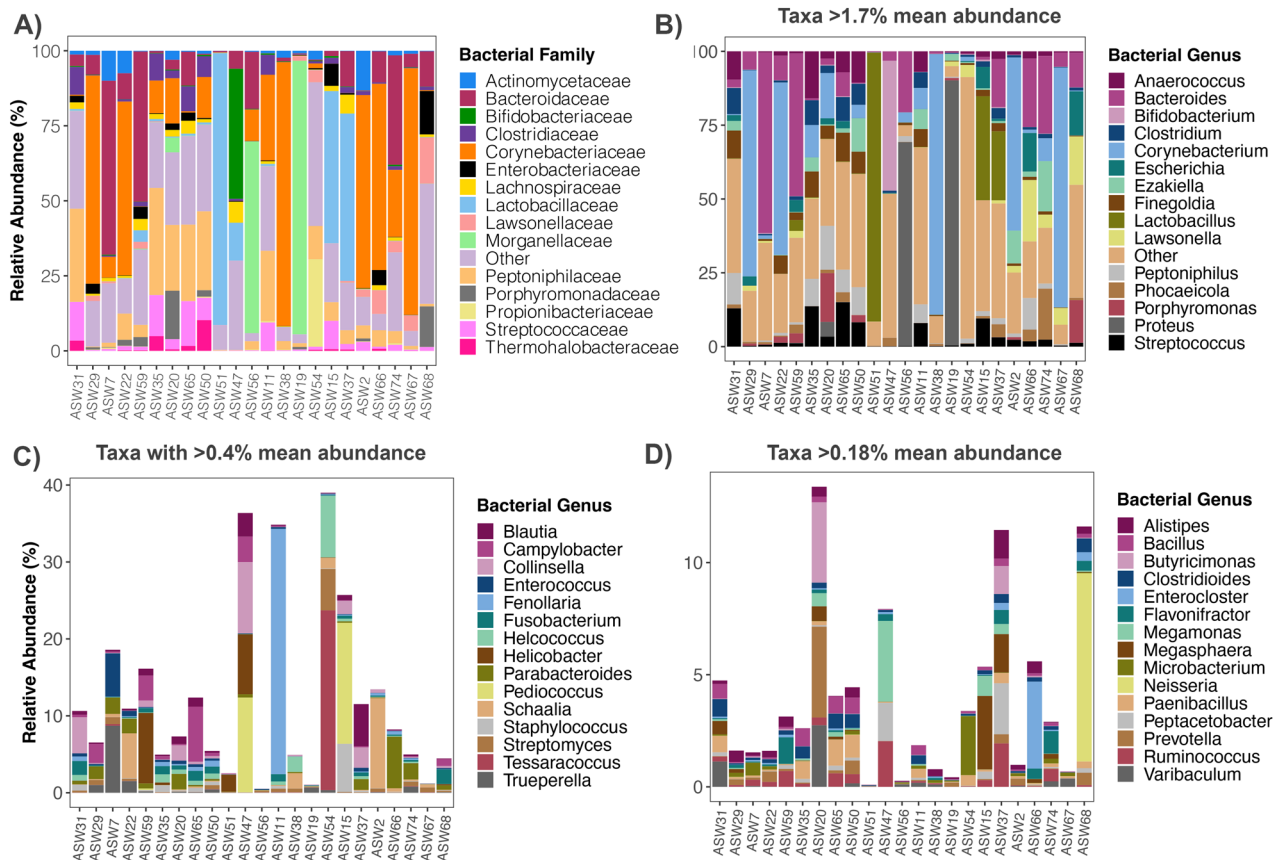 A)
Relative Abundance (%)
100
75
50
25
0
ASW31 ASW29 ASW7 ASW22 ASW59 ASW35 ASW20 ASW65 ASW50 ASW51 ASW47 ASW56 ASW11 ASW38 ASW19 ASW54 ASW15 ASW37 ASW2 ASW66 ASW74 ASW67 ASW68
Bacterial Family
Actinomycetaceae
Bacteroidaceae
Bifidobacteriaceae
Clostridiaceae
Corynebacteriaceae
Enterobacteriaceae
Lachnospiraceae
Lactobacillaceae
Lawsonellaceae
Morganellaceae
Other
Peptoniphilaceae
Porphyromonadaceae
Propionibacteriaceae
Streptococcaceae
Thermohalobacteraceae
B)
Taxa >1.7% mean abundance
100
75
50
25
0
ASW31 ASW29 ASW7 ASW22 ASW59 ASW35 ASW20 ASW65 ASW50 ASW51 ASW47 ASW56 ASW11 ASW38 ASW19 ASW54 ASW15 ASW37 ASW2 ASW66 ASW74 ASW67 ASW68
Bacterial Genus
Anaerococcus
Bacteroides
Bifidobacterium
Clostridium
Corynebacterium
Escherichia
Ezakiella
Finegoldia
Lactobacillus
Lawsonella
Other
Peptoniphilus
Phocaeicola
Porphyromonas
Proteus
Streptococcus
C)
Taxa with >0.4% mean abundance
Relative Abundance (%)
40
30
20
10
0
ASW31 ASW29 ASW7 ASW22 ASW59 ASW35 ASW20 ASW65 ASW50 ASW51 ASW47 ASW56 ASW11 ASW38 ASW19 ASW54 ASW15 ASW37 ASW2 ASW66 ASW74 ASW67 ASW68
Bacterial Genus
Blautia
Campylobacter
Collinsella
Enterococcus
Fenollaria
Fusobacterium
Helcococcus
Helicobacter
Parabacteroides
Pediococcus
Schaalia
Staphylococcus
Streptomyces
Tessaracoccus
Trueperella
D)
Taxa >0.18% mean abundance
10
5
0
ASW31 ASW29 ASW7 ASW22 ASW59 ASW35 ASW20 ASW65 ASW50 ASW51 ASW47 ASW56 ASW11 ASW38 ASW19 ASW54 ASW15 ASW37 ASW2 ASW66 ASW74 ASW67 ASW68
Bacterial Genus
Alistipes
Bacillus
Butyricimonas
Clostridioides
Enterocloster
Flavonifractor
Megamonas
Megasphaera
Microbacterium
Neisseria
Paenibacillus
Peptacetobacter
Prevotella
Ruminococcus
Varibaculum